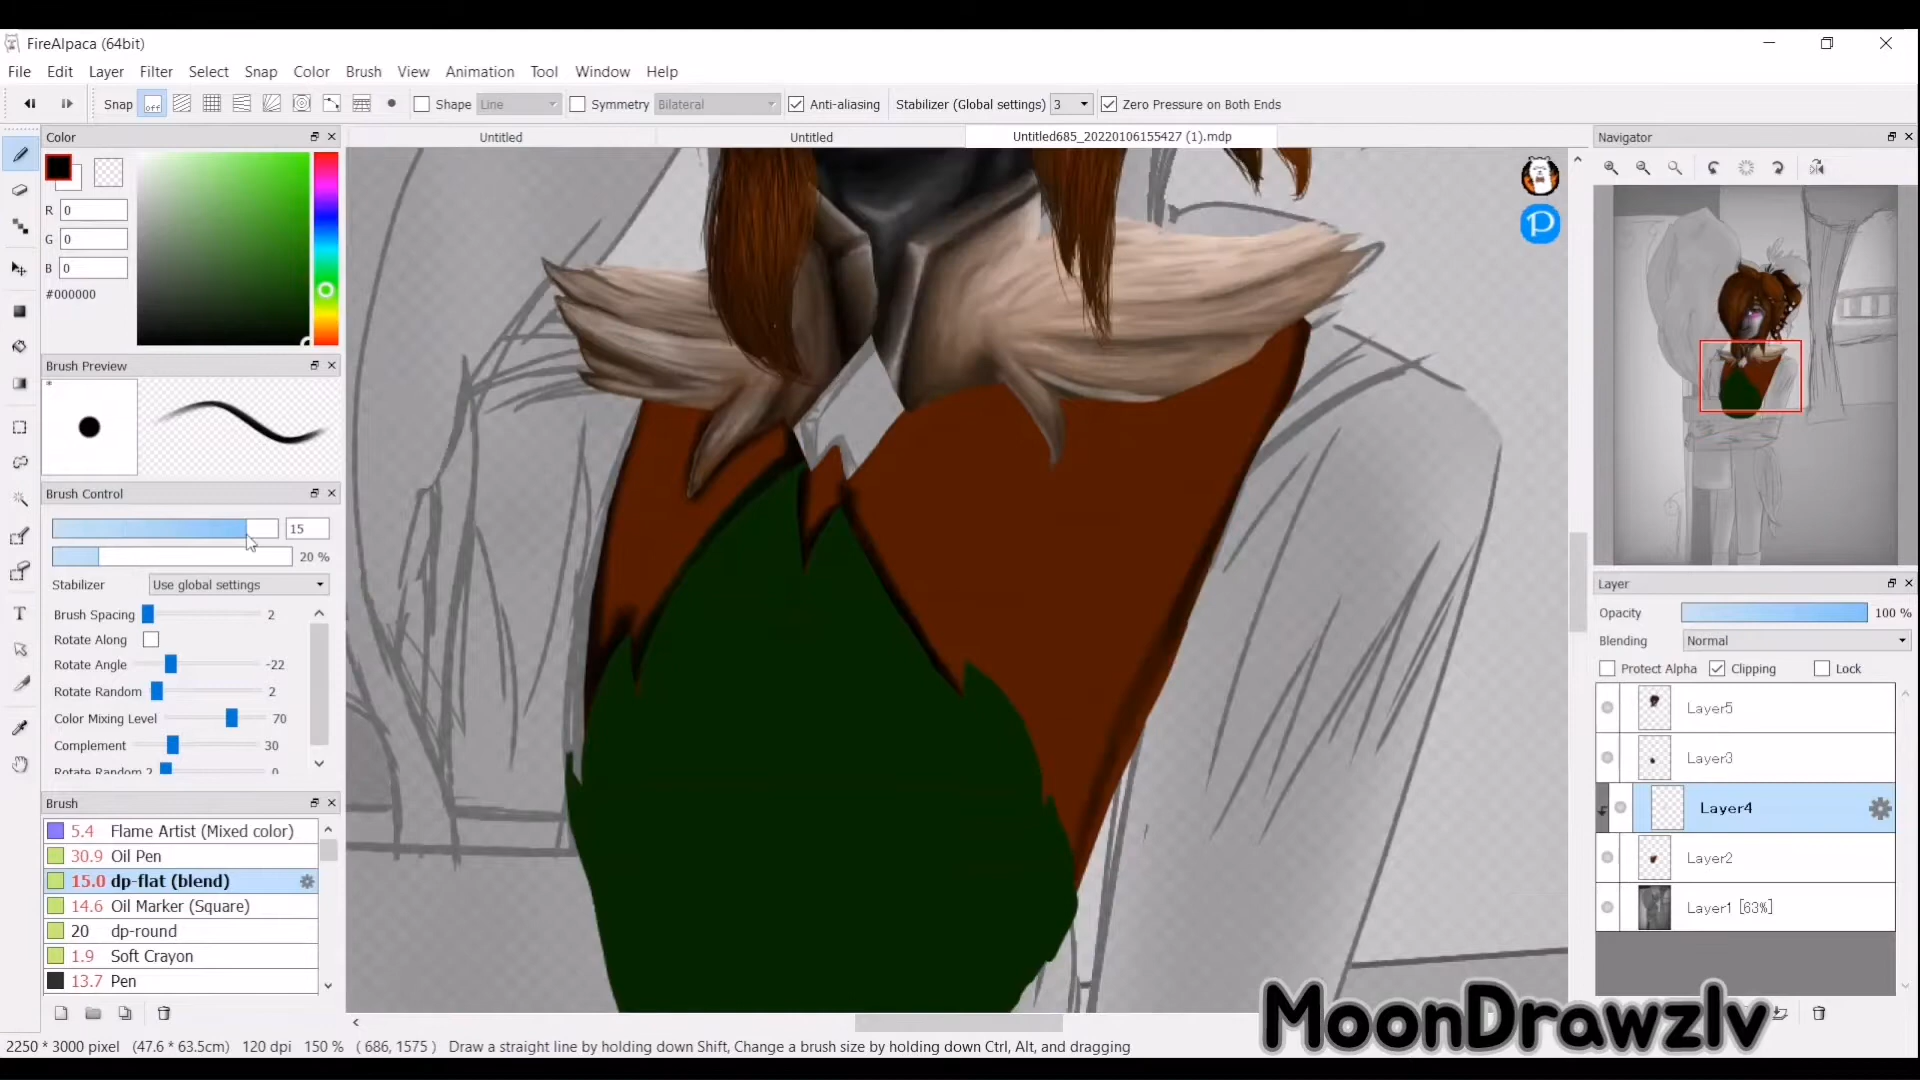 FireAlpaca (64bit)
File Edit Layer Filter Select Snap Color Brush View Animation Tool Window Help
Snap off Shape Line Symmetry Bilateral Anti-aliasing Stabilizer (Global settings) 3 Zero Pressure on Both Ends
Color
Untitled Untitled Untitled685_20220106155427 (1).mdp
Navigator
R 0
G 0
B 0
#000000
P
Brush Preview
*
Brush Control
15
20 %
Stabilizer Use global settings
Brush Spacing 2
Rotate Along
Rotate Angle -22
Rotate Random 2
Color Mixing Level 70
Complement 30
Rotate Random 2 0
Layer
Opacity 100 %
Blending Normal
Protect Alpha Clipping Lock
Layer5
Layer3
Layer4
Layer2
Layer1 [63%]
Brush
5.4 Flame Artist (Mixed color)
30.9 Oil Pen
15.0 dp-flat (blend)
14.6 Oil Marker (Square)
20 dp-round
1.9 Soft Crayon
13.7 Pen
MoonDrawzlv
2250 * 3000 pixel (47.6 * 63.5cm) 120 dpi 150 % ( 686, 1575 ) Draw a straight line by holding down Shift, Change a brush size by holding down Ctrl, Alt, and dragging